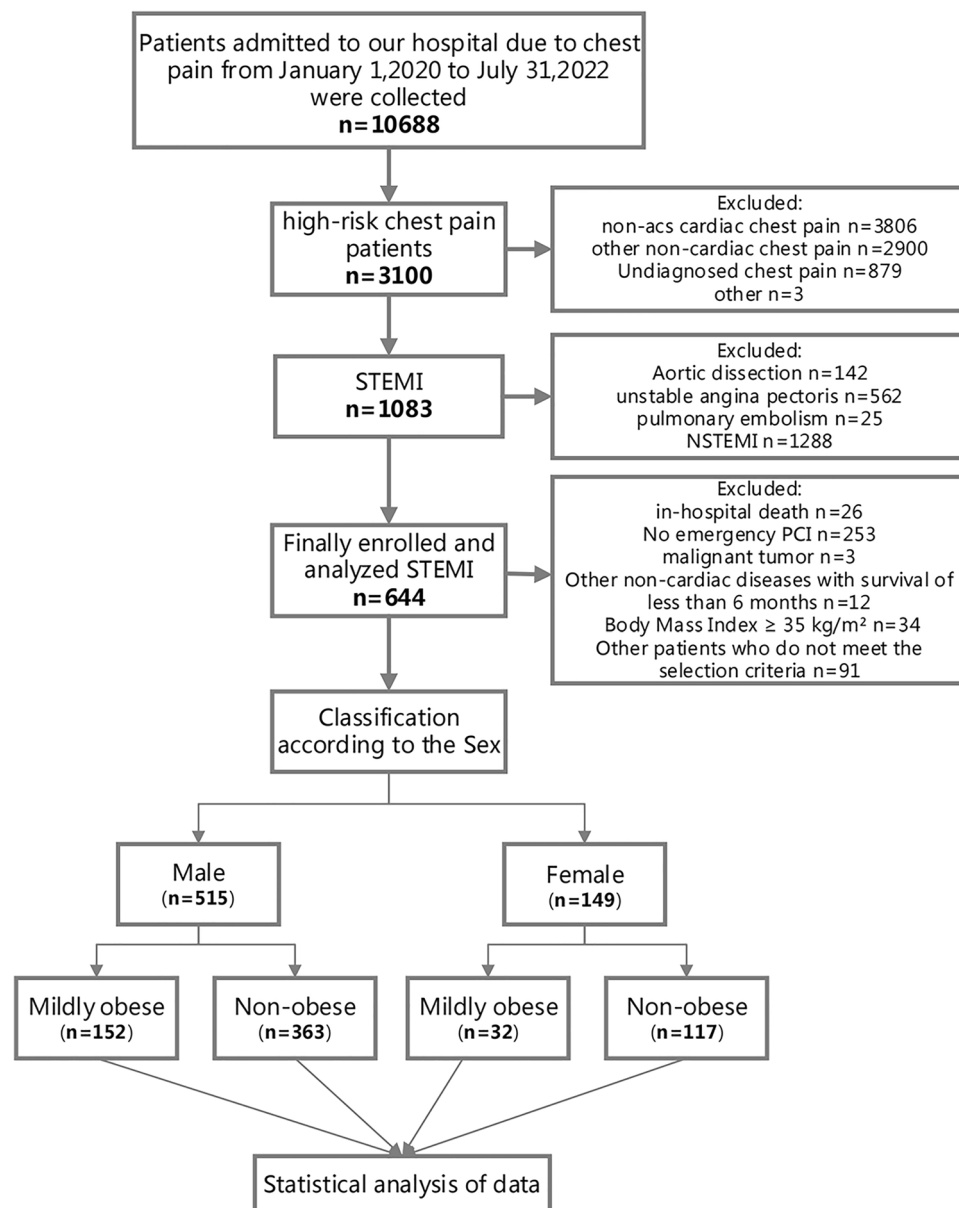 Patients admitted to our hospital due to chest
pain from January 1,2020 to July 31,2022
were collected
n=10688
high-risk chest pain
patients
n=3100
Excluded:
non-acs cardiac chest pain n=3806
other non-cardiac chest pain n=2900
Undiagnosed chest pain n=879
other n=3
STEMI
n=1083
Excluded:
Aortic dissection n=142
unstable angina pectoris n=562
pulmonary embolism n=25
NSTEMI n=1288
Finally enrolled and
analyzed STEMI
n=644
Excluded:
in-hospital death n=26
No emergency PCI n=253
malignant tumor n=3
Other non-cardiac diseases with survival of
less than 6 months n=12
Body Mass Index ≥ 35 kg/m² n=34
Other patients who do not meet the
selection criteria n=91
Classification
according to the Sex
Male
(n=515)
Female
(n=149)
Mildly obese
(n=152)
Non-obese
(n=363)
Mildly obese
(n=32)
Non-obese
(n=117)
Statistical analysis of data